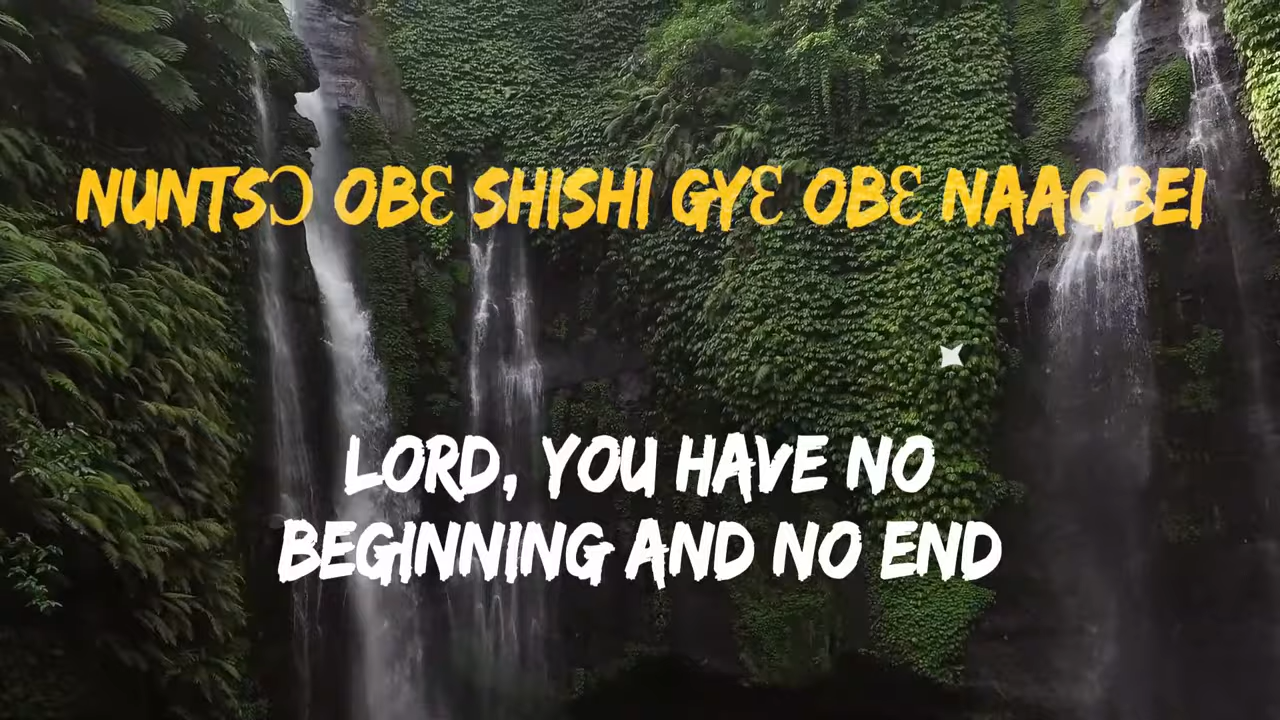 NUNTSƆ OBƐ SHISHI GYƐ OBƐ NAAGBEI
LORD, YOU HAVE NO
BEGINNING AND NO END